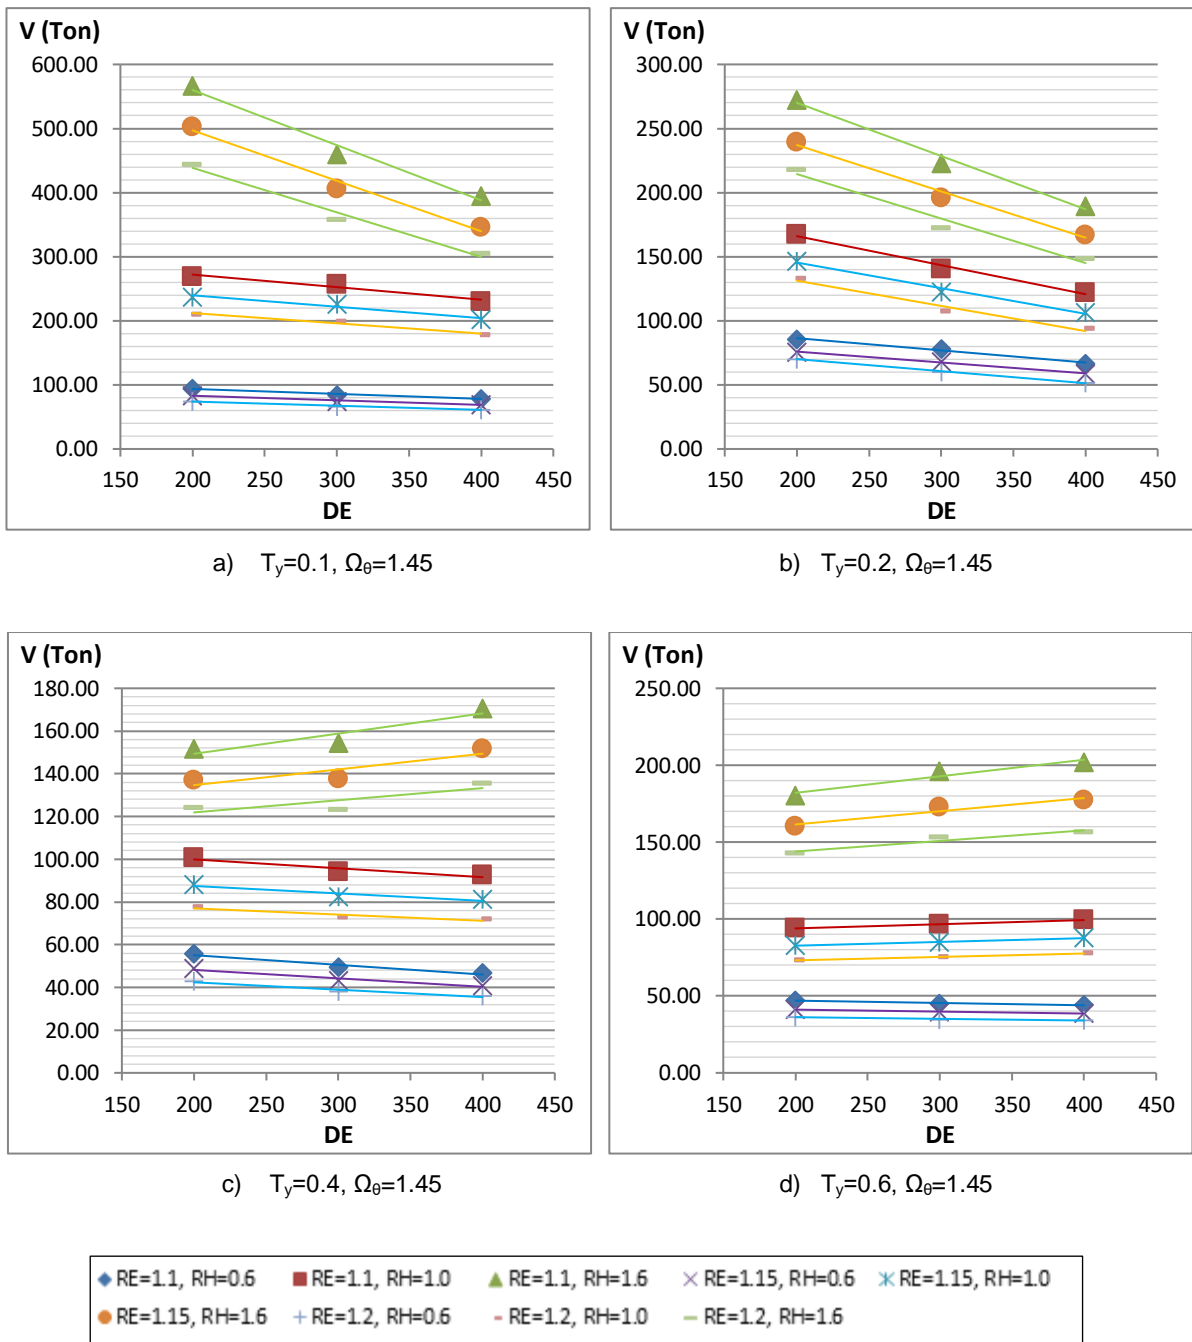 V (Ton)
600.00
500.00
400.00
300.00
200.00
100.00
0.00
150 200 250 300 350 400 450
DE
a) Ty=0.1, Ωθ=1.45
V (Ton)
300.00
250.00
200.00
150.00
100.00
50.00
0.00
150 200 250 300 350 400 450
DE
b) Ty=0.2, Ωθ=1.45
V (Ton)
180.00
160.00
140.00
120.00
100.00
80.00
60.00
40.00
20.00
0.00
150 200 250 300 350 400 450
DE
c) Ty=0.4, Ωθ=1.45
V (Ton)
250.00
200.00
150.00
100.00
50.00
0.00
150 200 250 300 350 400 450
DE
d) Ty=0.6, Ωθ=1.45
RE=1.1, RH=0.6 RE=1.1, RH=1.0 RE=1.1, RH=1.6 RE=1.15, RH=0.6 RE=1.15, RH=1.0
RE=1.15, RH=1.6 RE=1.2, RH=0.6 RE=1.2, RH=1.0 RE=1.2, RH=1.6